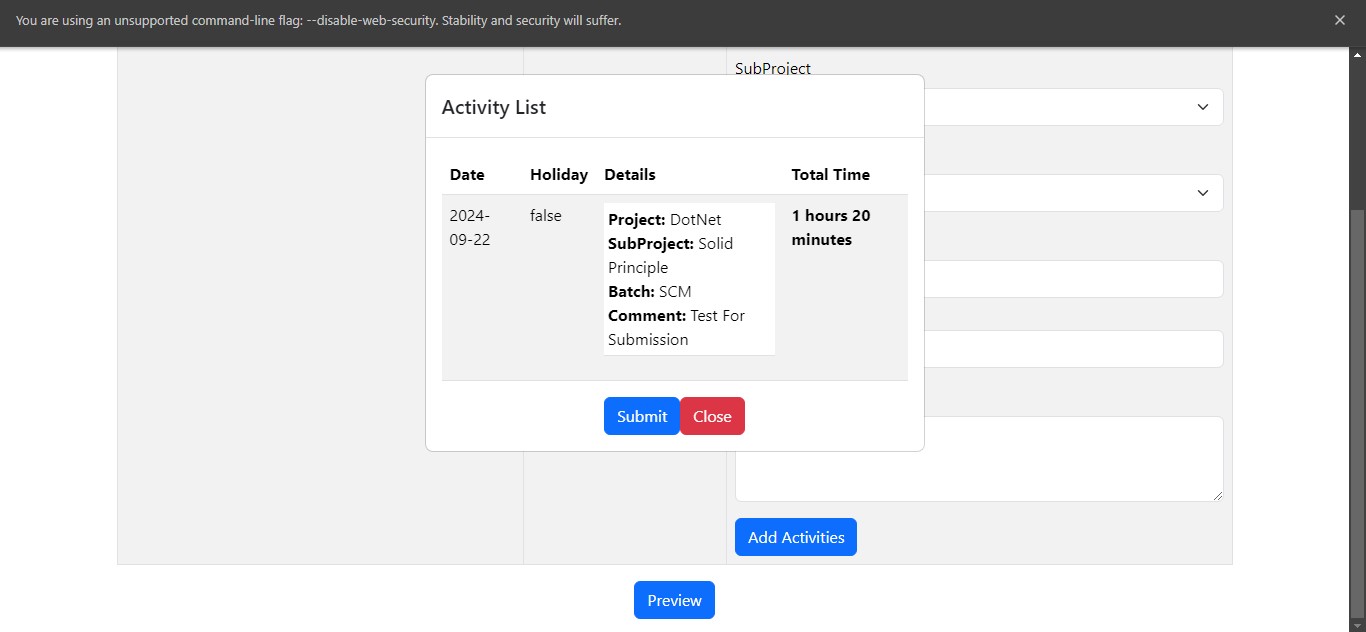 You are using an unsupported command-line flag: --disable-web-security. Stability and security will suffer.
SubProject
Activity List
Date Holiday Details Total Time
2024-
09-22
false
Project: DotNet
SubProject: Solid
Principle
Batch: SCM
Comment: Test For
Submission
1 hours 20
minutes
Submit Close
Add Activities
Preview